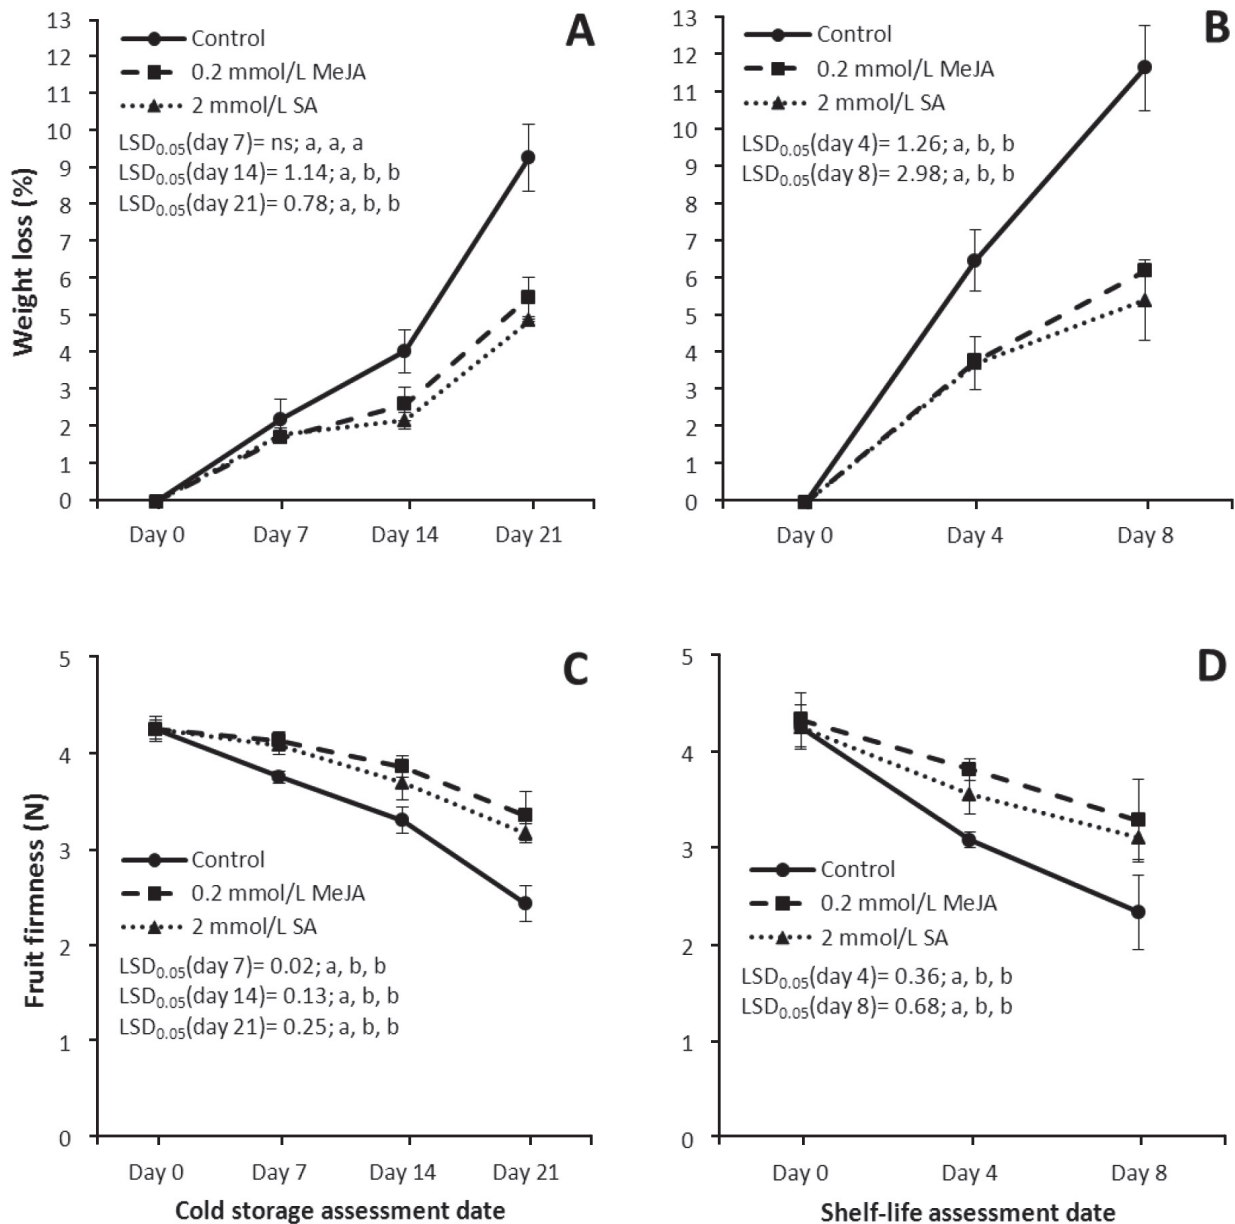 A
Control
0.2 mmol/L MeJA
2 mmol/L SA
LSD0.05(day 7)= ns; a, a, a
LSD0.05(day 14)= 1.14; a, b, b
LSD0.05(day 21)= 0.78; a, b, b
Weight loss (%)
13
12
11
10
9
8
7
6
5
4
3
2
1
0
Day 0
Day 7
Day 14
Day 21
B
Control
0.2 mmol/L MeJA
2 mmol/L SA
LSD0.05(day 4)= 1.26; a, b, b
LSD0.05(day 8)= 2.98; a, b, b
13
12
11
10
9
8
7
6
5
4
3
2
1
0
Day 0
Day 4
Day 8
C
Fruit firmness (N)
5
4
3
2
1
0
Control
0.2 mmol/L MeJA
2 mmol/L SA
LSD0.05(day 7)= 0.02; a, b, b
LSD0.05(day 14)= 0.13; a, b, b
LSD0.05(day 21)= 0.25; a, b, b
Day 0
Day 7
Day 14
Day 21
Cold storage assessment date
D
5
4
3
2
1
0
Control
0.2 mmol/L MeJA
2 mmol/L SA
LSD0.05(day 4)= 0.36; a, b, b
LSD0.05(day 8)= 0.68; a, b, b
Day 0
Day 4
Day 8
Shelf-life assessment date